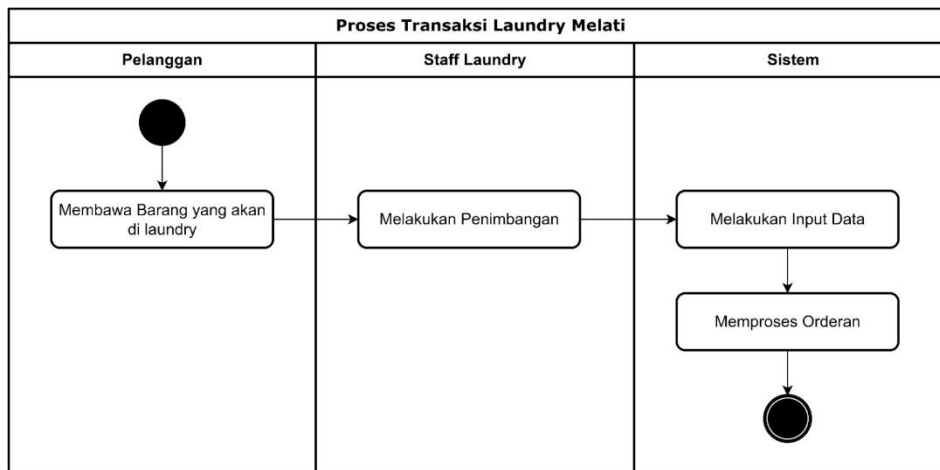 Proses Transaksi Laundry Melati
Pelanggan
Staff Laundry
Sistem
Membawa Barang yang akan
di laundry
Melakukan Penimbangan
Melakukan Input Data
Memproses Orderan